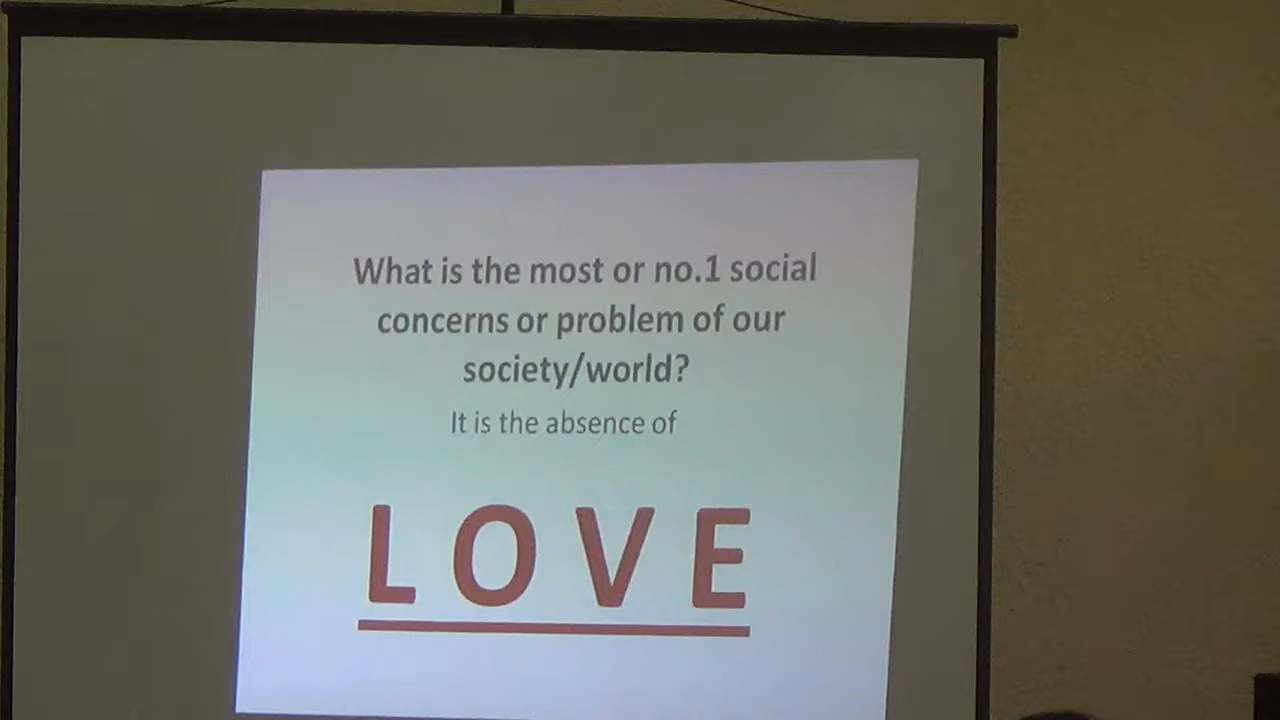 What is the most or no.1 social
concerns or problem of our
society/world?
It is the absence of
L O V E